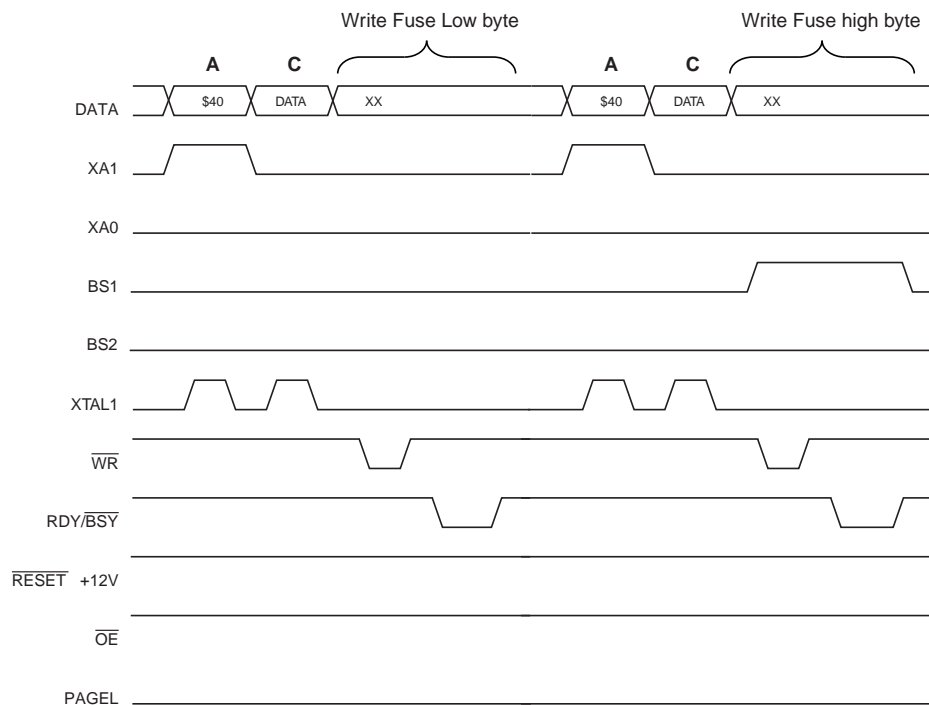 Write Fuse Low byte Write Fuse high byte
A C A C
DATA $40 DATA XX $40 DATA XX
XA1
XA0
BS1
BS2
XTAL1
WR
RDY/BSY
RESET +12V
OE
PAGEL